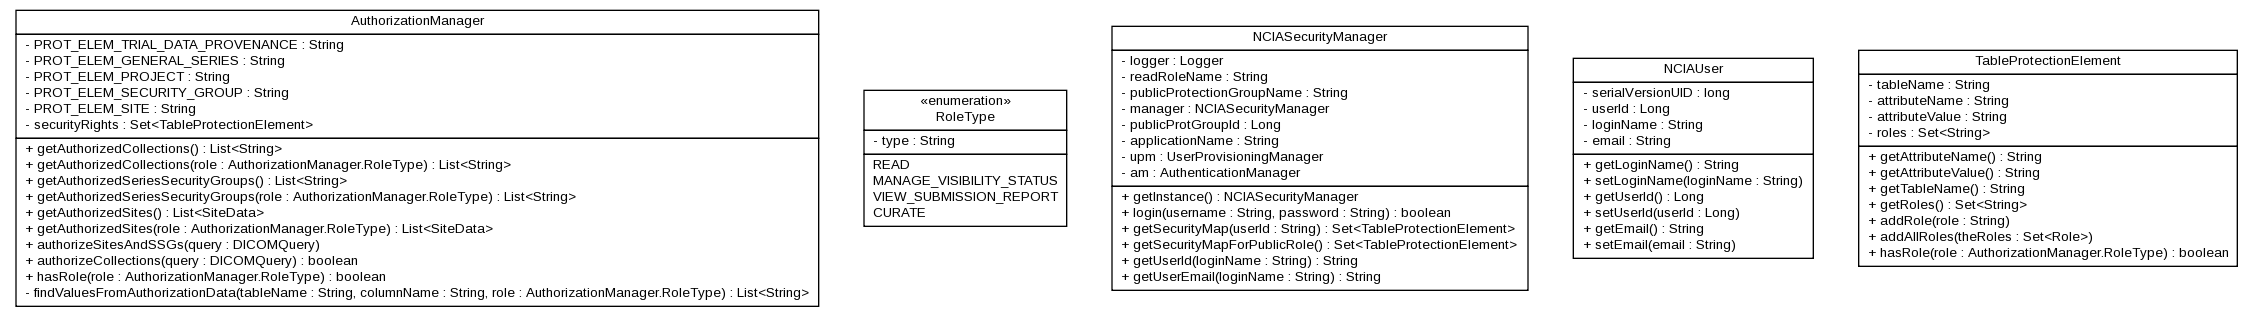 AuthorizationManager
- PROT_ELEM_TRIAL_DATA_PROVENANCE : String
- PROT_ELEM_GENERAL_SERIES : String
- PROT_ELEM_PROJECT : String
- PROT_ELEM_SECURITY_GROUP : String
- PROT_ELEM_SITE : String
- securityRights : Set<TableProtectionElement>
+ getAuthorizedCollections() : List<String>
+ getAuthorizedCollections(role : AuthorizationManager.RoleType) : List<String>
+ getAuthorizedSeriesSecurityGroups() : List<String>
+ getAuthorizedSeriesSecurityGroups(role : AuthorizationManager.RoleType) : List<String>
+ getAuthorizedSites() : List<SiteData>
+ getAuthorizedSites(role : AuthorizationManager.RoleType) : List<SiteData>
+ authorizeSitesAndSSGs(query : DICOMQuery)
+ authorizeCollections(query : DICOMQuery) : boolean
+ hasRole(role : AuthorizationManager.RoleType) : boolean
- findValuesFromAuthorizationData(tableName : String, columnName : String, role : AuthorizationManager.RoleType) : List<String>
«enumeration»
RoleType
- type : String
READ
MANAGE_VISIBILITY_STATUS
VIEW_SUBMISSION_REPORT
CURATE
NCIASecurityManager
- logger : Logger
- readRoleName : String
- publicProtectionGroupName : String
- manager : NCIASecurityManager
- publicProtGroupId : Long
- applicationName : String
- upm : UserProvisioningManager
- am : AuthenticationManager
+ getInstance() : NCIASecurityManager
+ login(username : String, password : String) : boolean
+ getSecurityMap(userId : String) : Set<TableProtectionElement>
+ getSecurityMapForPublicRole() : Set<TableProtectionElement>
+ getUserId(loginName : String) : String
+ getUserEmail(loginName : String) : String
NCIAUser
- serialVersionUID : long
- userId : Long
- loginName : String
- email : String
+ getLoginName() : String
+ setLoginName(loginName : String)
+ getUserId() : Long
+ setUserId(userId : Long)
+ getEmail() : String
+ setEmail(email : String)
TableProtectionElement
- tableName : String
- attributeName : String
- attributeValue : String
- roles : Set<String>
+ getAttributeName() : String
+ getAttributeValue() : String
+ getTableName() : String
+ getRoles() : Set<String>
+ addRole(role : String)
+ addAllRoles(theRoles : Set<Role>)
+ hasRole(role : AuthorizationManager.RoleType) : boolean